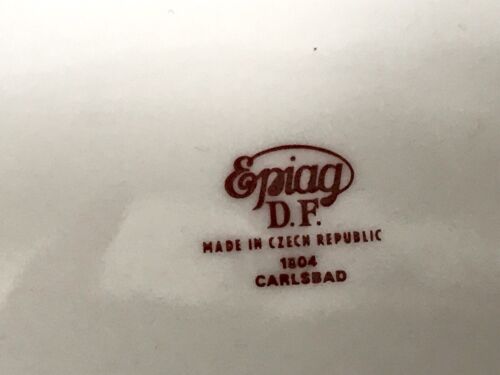 Epiag
D.F.
MADE IN CZECH REPUBLIC
1804
CARLSBAD